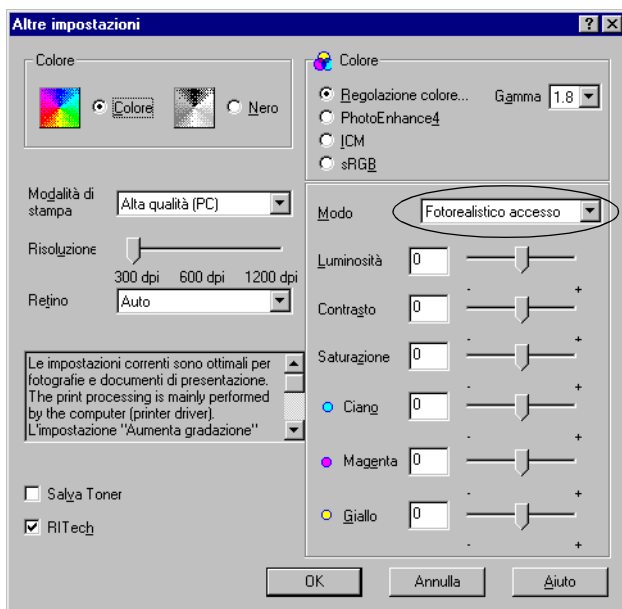 Altre impostazioni
Colore
Colore
Nero
Modalità di
stampa
Alta qualità (PC)
Risoluzione
300 dpi 600 dpi 1200 dpi
Retino
Auto
Le impostazioni correnti sono ottimali per
fotografie e documenti di presentazione.
The print processing is mainly performed
by the computer (printer driver).
L'impostazione "Aumenta gradazione"
Salva Toner
RITech
Colore
Regolazione colore...
Gamma 1.8
PhotoEnhance4
ICM
sRGB
Modo Fotorealistico accesso
Luminosità 0
- +
Contrasto 0
- +
Saturazione 0
- +
Ciano 0
- +
Magenta 0
- +
Giallo 0
- +
OK Annulla Aiuto